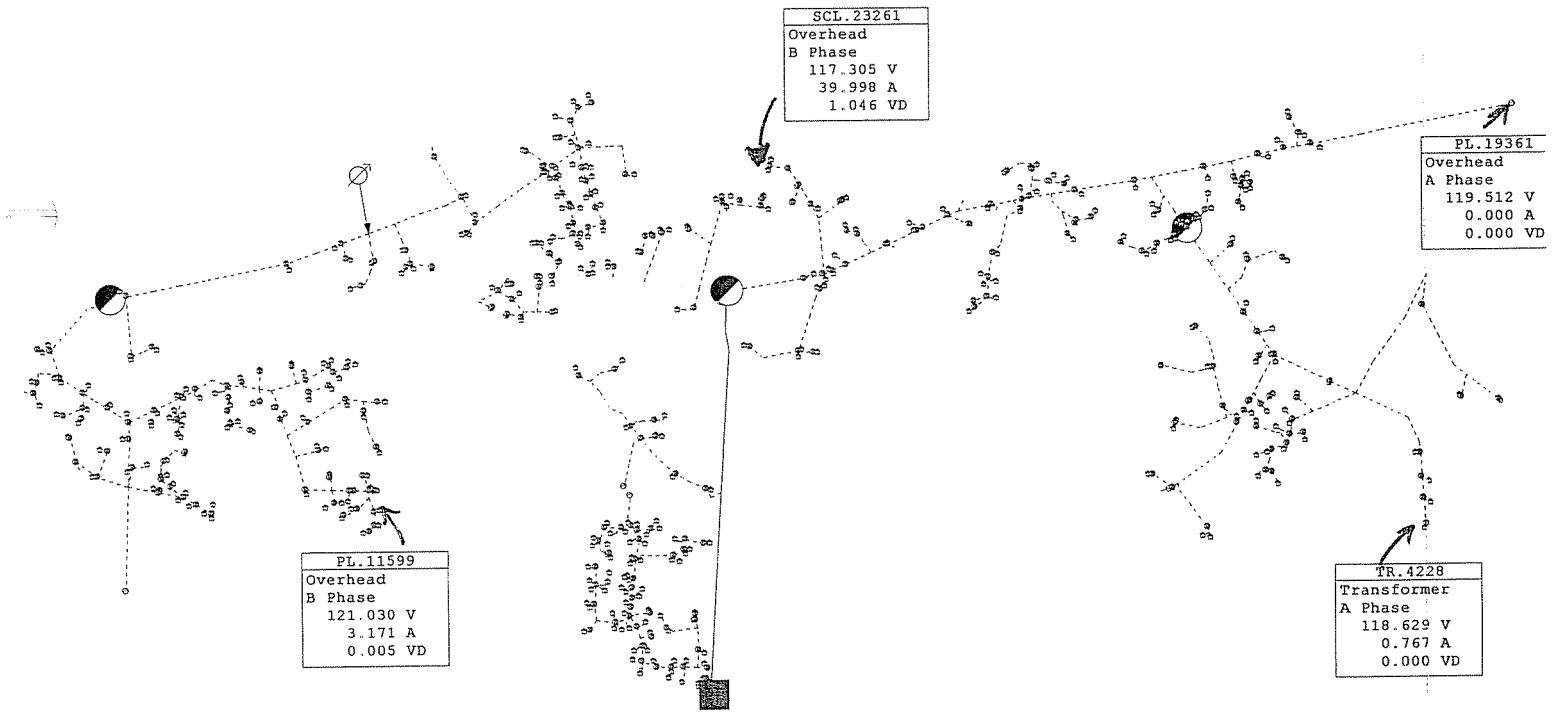 SCL.23261
Overhead
B Phase
117.305 V
39.998 A
1.046 VD
PL.19361
Overhead
A Phase
119.512 V
0.000 A
0.000 VD
PL.11599
Overhead
B Phase
121.030 V
3.171 A
0.005 VD
TR.4228
Transformer
A Phase
118.629 V
0.767 A
0.000 VD